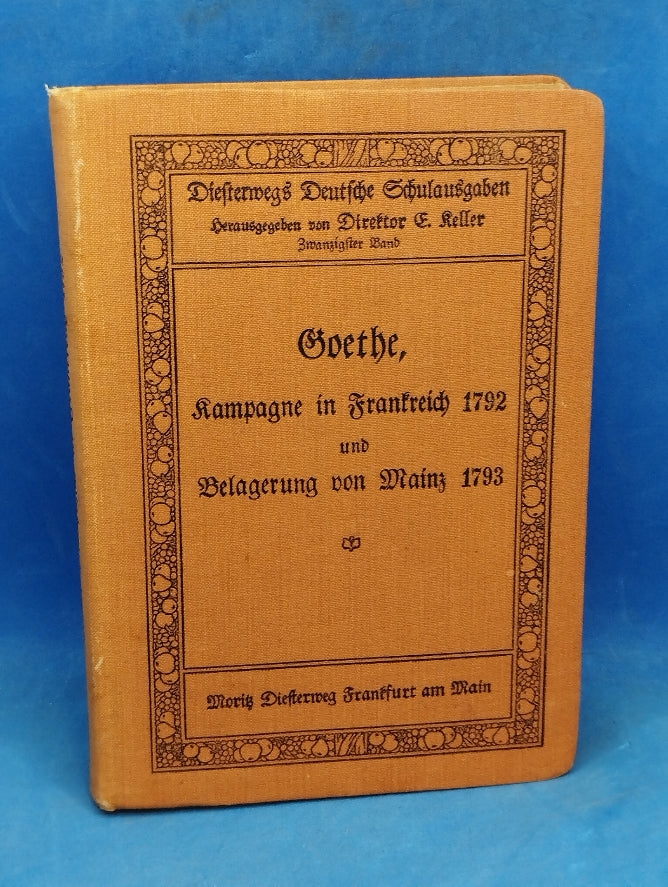 Diesterwegs Deutsche Schulausgaben
Herausgegeben von Direktor E. Keller
Zwanzigster Band
Goethe,
Kampagne in Frankreich 1792
und
Belagerung von Mainz 1793
Moritz Diesterweg Frankfurt am Main